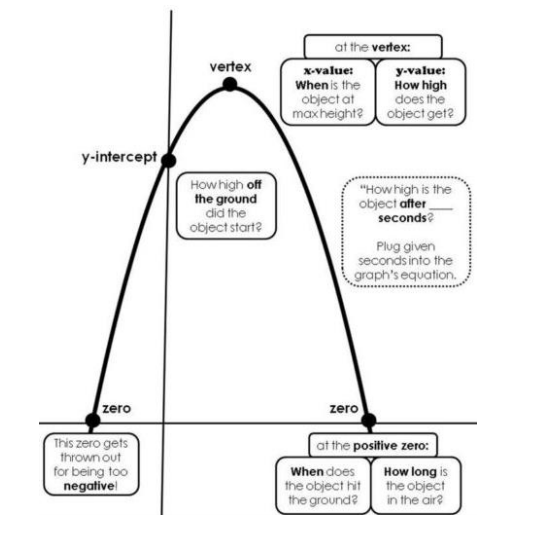 at the vertex:
vertex
x-value:
When is the
object at
max height?
y-value:
How high
does the
object get?
y-intercept
How high off
the ground
did the
object start?
"How high is the
object after ___
seconds?
Plug given
seconds into the
graph's equation.
zero
zero
This zero gets
thrown out
for being too
negative!
at the positive zero:
When does
the object hit
the ground?
How long is
the object
in the air?